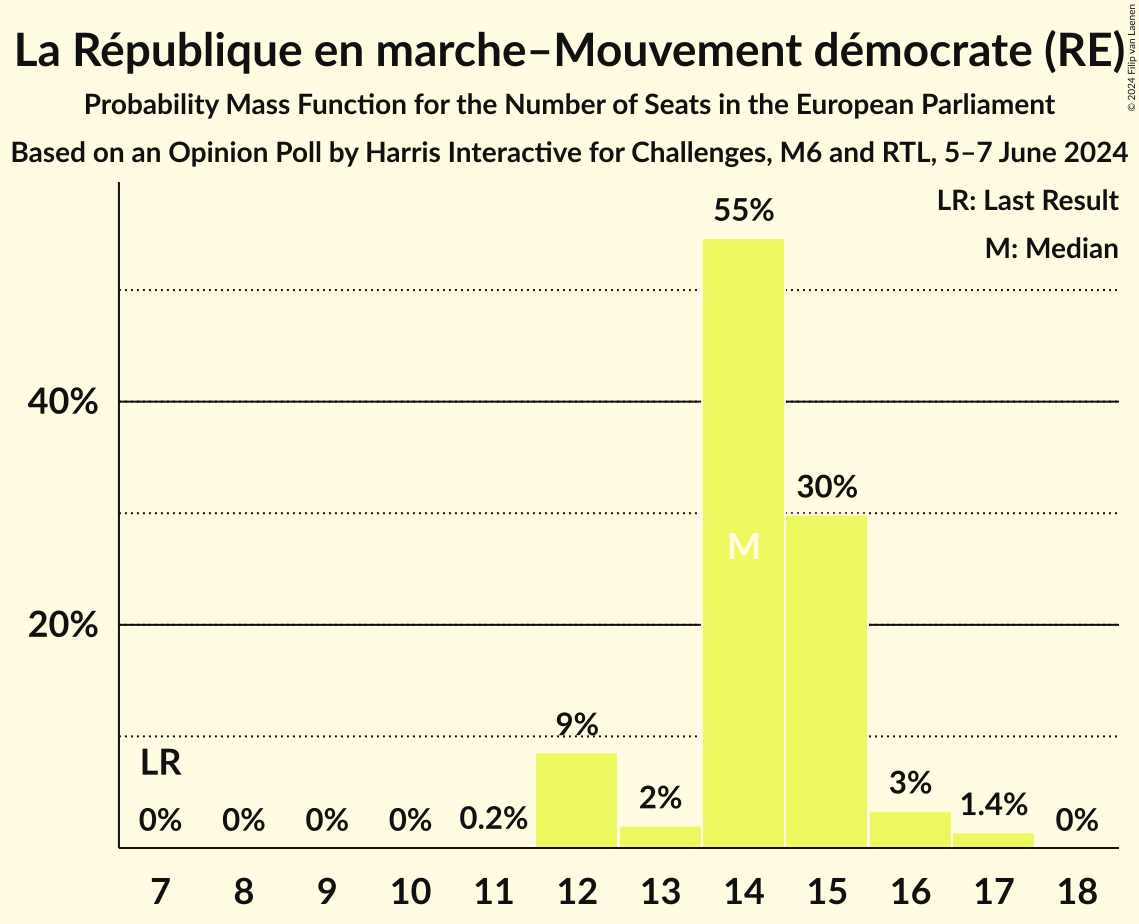 La République en marche–Mouvement démocrate (RE)
© 2024 Filip van Laenen
Probability Mass Function for the Number of Seats in the European Parliament
Based on an Opinion Poll by Harris Interactive for Challenges, M6 and RTL, 5–7 June 2024
LR: Last Result
M: Median
55%
40%
30%
M
20%
9%
LR
0% 0% 0% 0% 0.2% 2% 3% 1.4% 0%
7 8 9 10 11 12 13 14 15 16 17 18